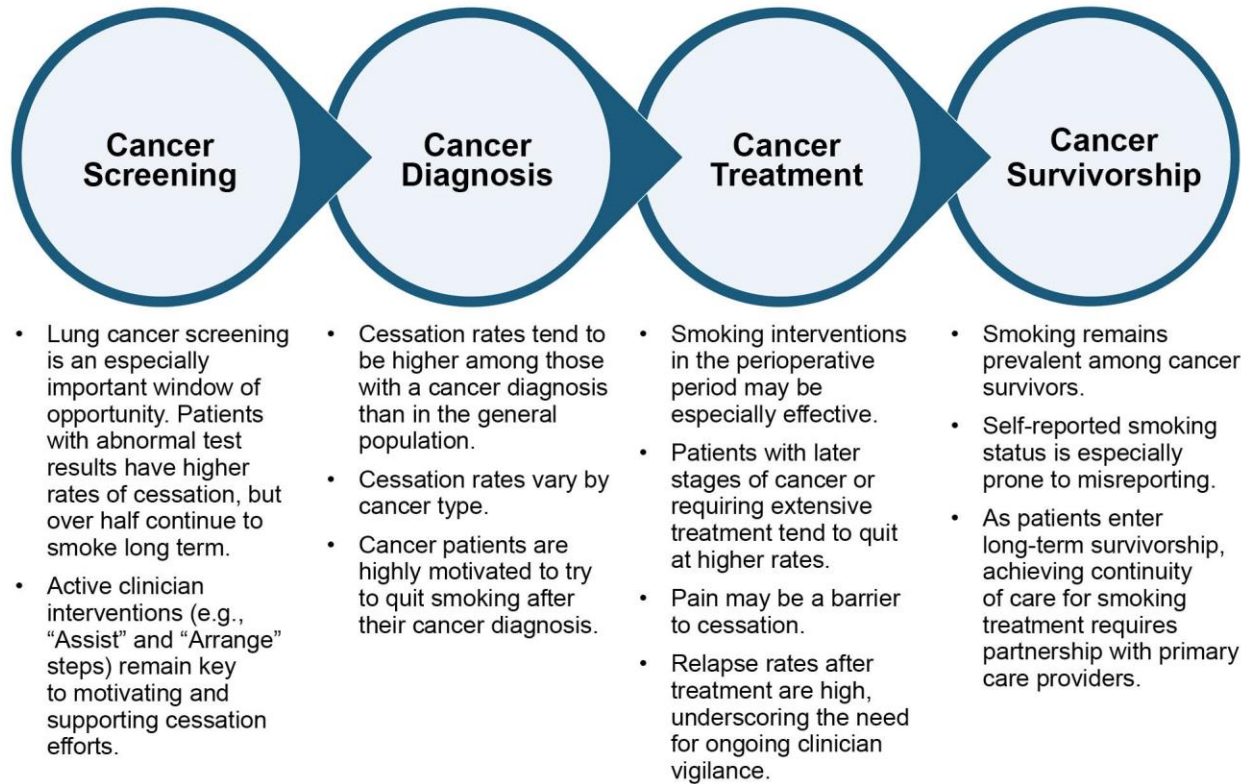 Cancer
Screening
Cancer
Diagnosis
Cancer
Treatment
Cancer
Survivorship
• Lung cancer screening
is an especially
important window of
opportunity. Patients
with abnormal test
results have higher
rates of cessation, but
over half continue to
smoke long term.
• Active clinician
interventions (e.g.,
“Assist” and “Arrange”
steps) remain key
to motivating and
supporting cessation
efforts.
• Cessation rates tend to
be higher among those
with a cancer diagnosis
than in the general
population.
• Cessation rates vary by
cancer type.
• Cancer patients are
highly motivated to try
to quit smoking after
their cancer diagnosis.
• Smoking interventions
in the perioperative
period may be
especially effective.
• Patients with later
stages of cancer or
requiring extensive
treatment tend to quit
at higher rates.
• Pain may be a barrier
to cessation.
• Relapse rates after
treatment are high,
underscoring the need
for ongoing clinician
vigilance.
• Smoking remains
prevalent among cancer
survivors.
• Self-reported smoking
status is especially
prone to misreporting.
• As patients enter
long-term survivorship,
achieving continuity
of care for smoking
treatment requires
partnership with primary
care providers.